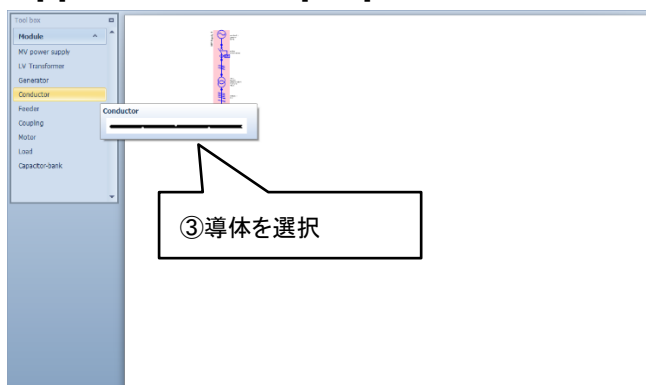 Tool box
Module
MV power supply
LV Transformer
Generator
Conductor
Feeder
Couping
Motor
Load
Capacitor-bank
Conductor
③導体を選択